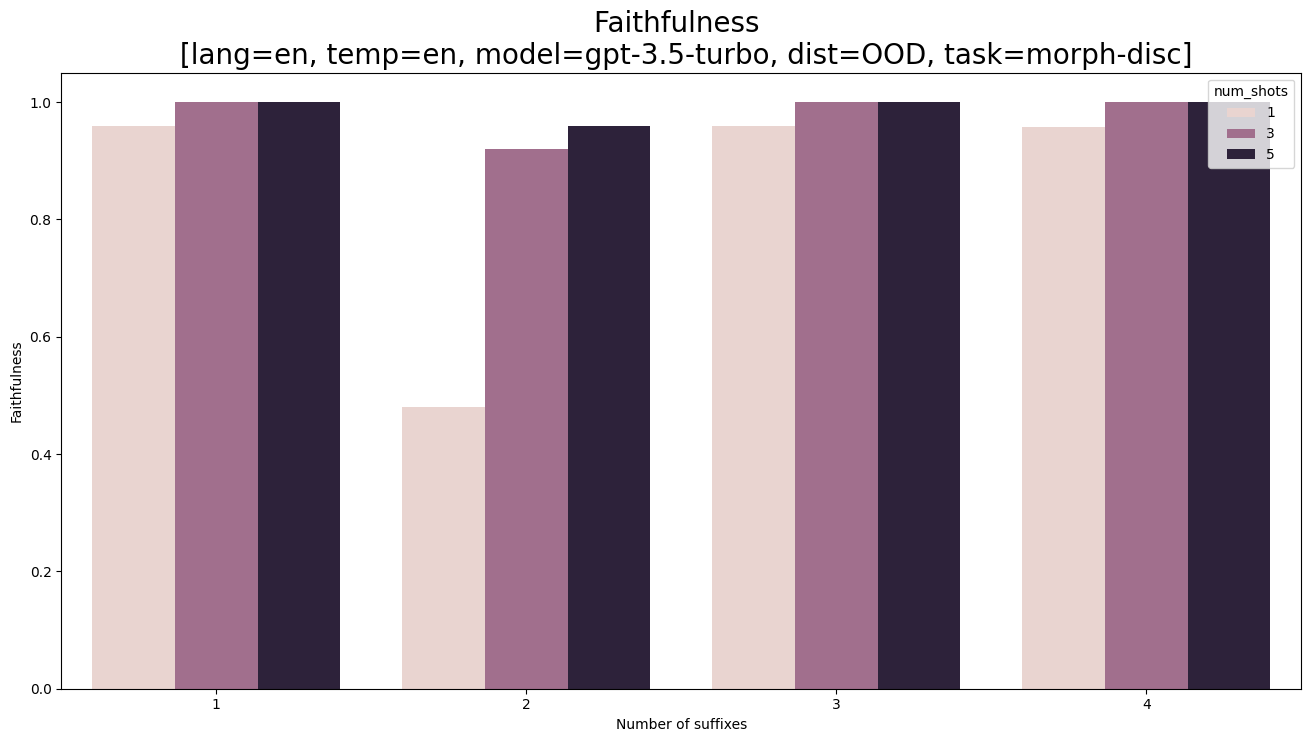 Faithfulness
[lang=en, temp=en, model=gpt-3.5-turbo, dist=OOD, task=morph-disc]
num_shots
1
3
5
1.0
0.8
0.6
0.4
0.2
0.0
Faithfulness
1 2 3 4
Number of suffixes